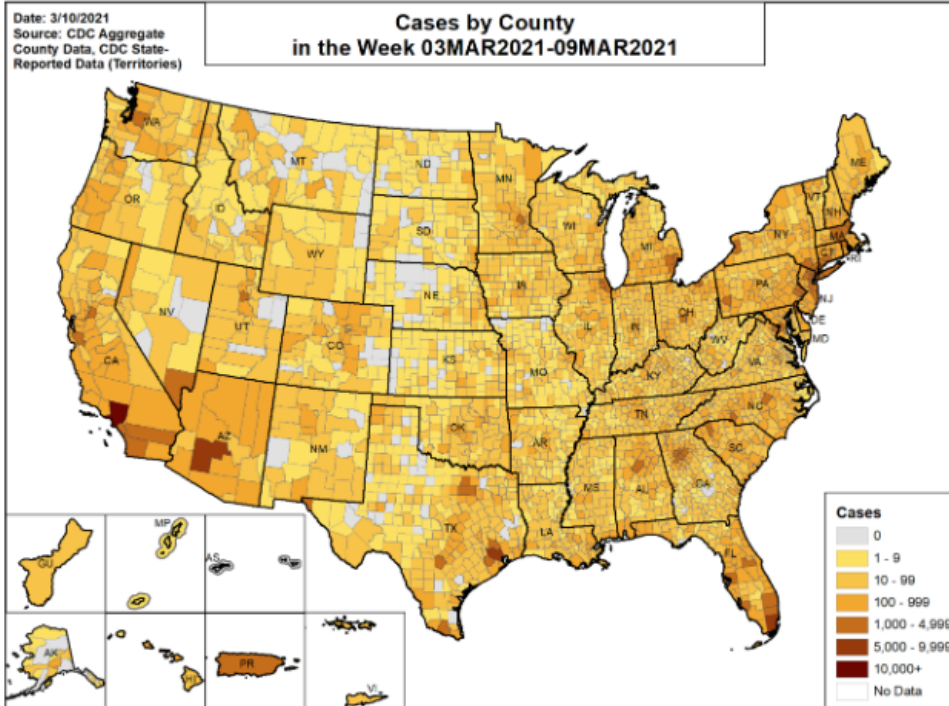 Date: 3/10/2021
Source: CDC Aggregate
County Data, CDC State-
Reported Data (Territories)
Cases by County
in the Week 03MAR2021-09MAR2021
WA
MT
ND
MN
ME
OR
ID
SD
WI
MI
VT
NH
NY
MA
CT
RI
WY
NE
IA
PA
NJ
NV
UT
CO
KS
MO
IL
IN
OH
WV
DE
MD
VA
CA
KY
AZ
NM
OK
AR
TN
NC
SC
MS
AL
GA
TX
LA
FL
GU
MP
AS
AK
HI
PR
VI
Cases
0
1 - 9
10 - 99
100 - 999
1,000 - 4,999
5,000 - 9,999
10,000+
No Data